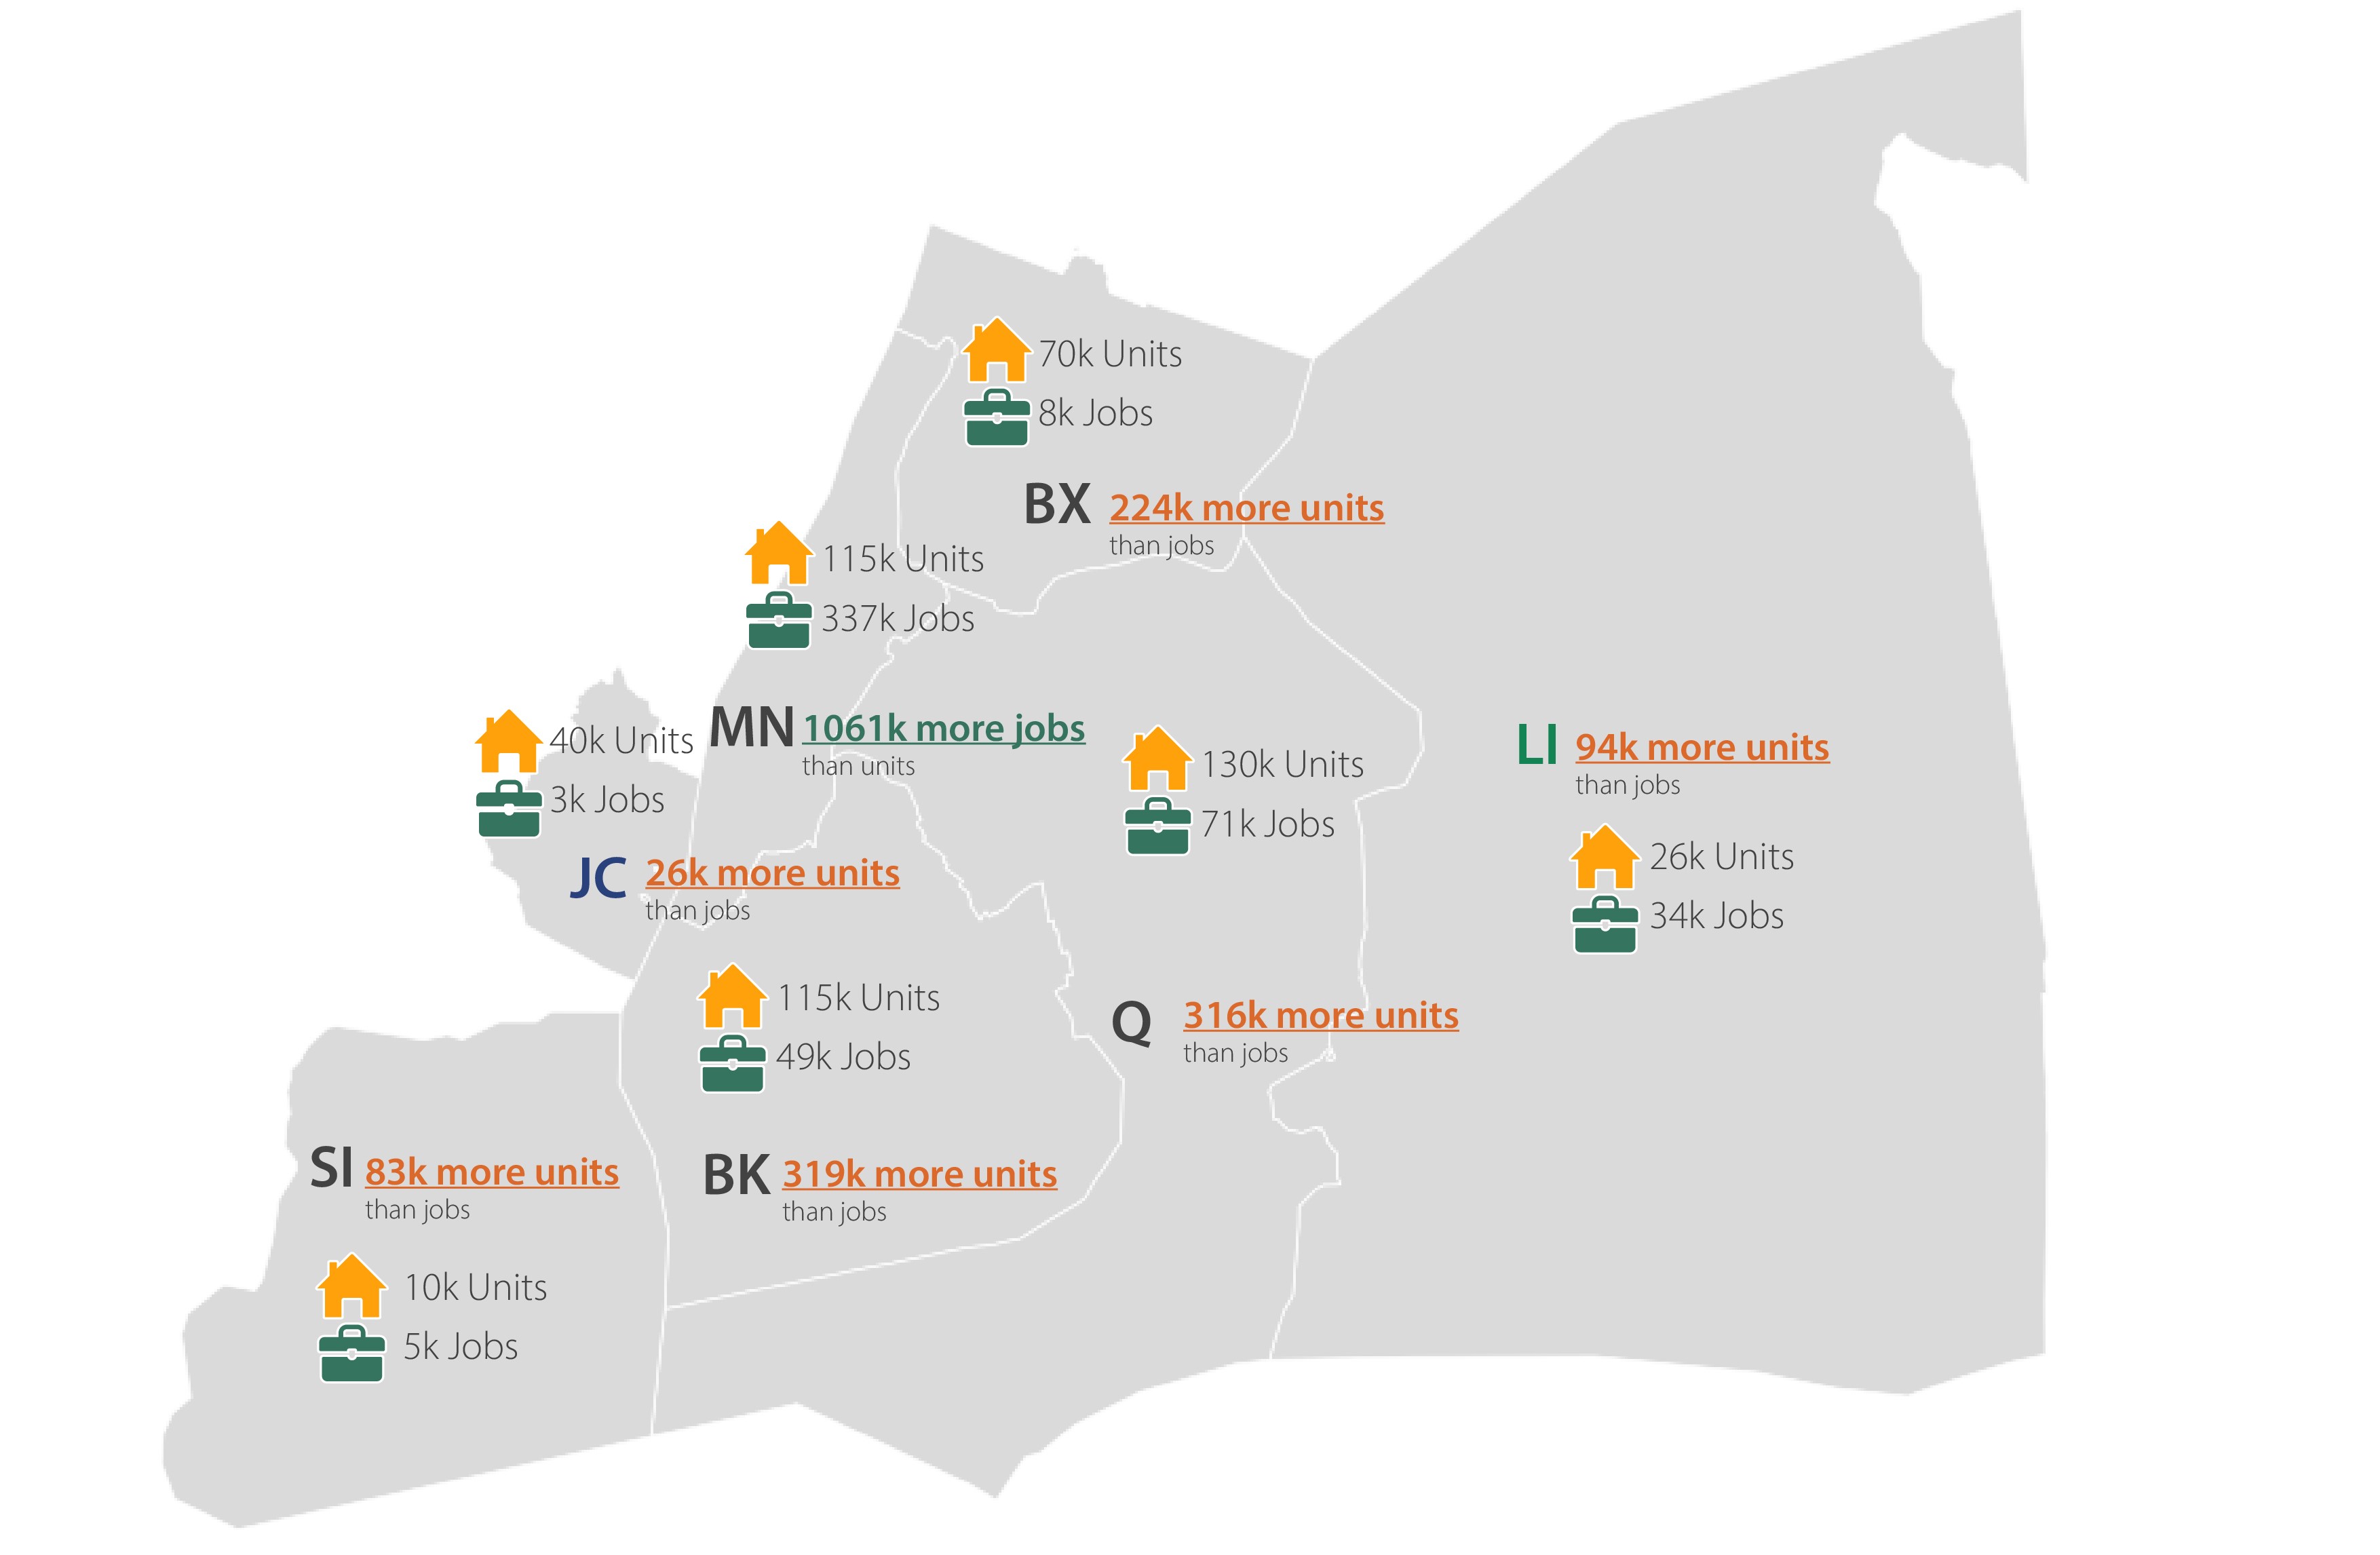 70k Units
8k Jobs
BX 224k more units
than jobs
115k Units
337k Jobs
MN 1061k more jobs
than units
40k Units
3k Jobs
JC 26k more units
than jobs
130k Units
71k Jobs
Q 316k more units
than jobs
LI 94k more units
than jobs
26k Units
34k Jobs
115k Units
49k Jobs
BK 319k more units
than jobs
SI 83k more units
than jobs
10k Units
5k Jobs